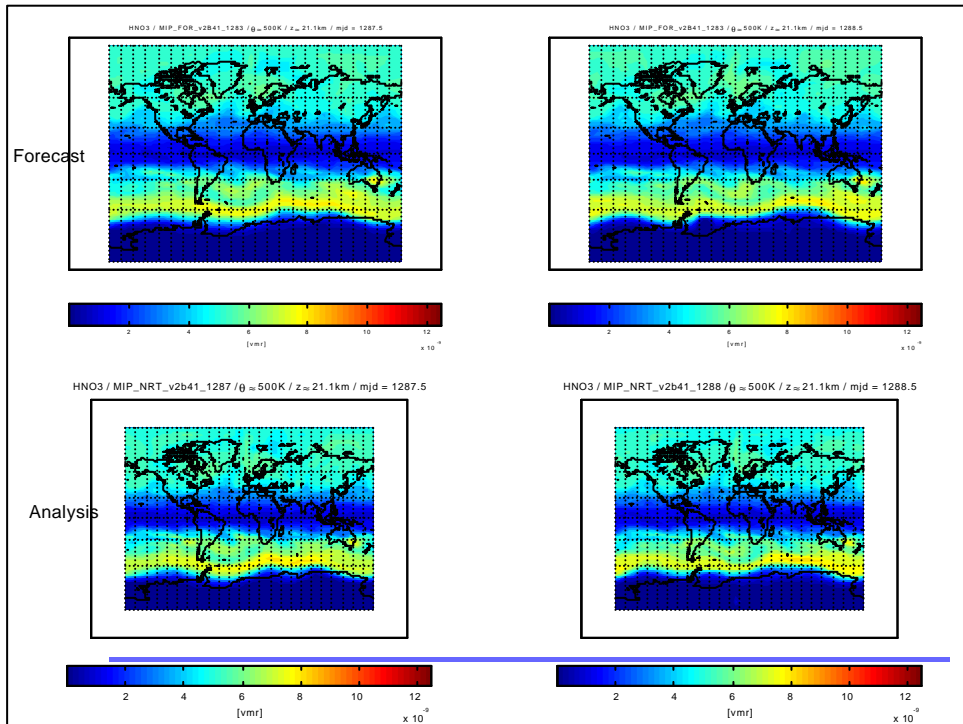 HNO3 / MIP_FOR_v2B41_1283 / θ≈500K / z≈21.1km / mjd = 1287.5
HNO3 / MIP_FOR_v2B41_1283 / θ≈500K / z≈21.1km / mjd = 1288.5
Forecast
2 4 6 8 10 12
[vmr]
x 10⁻⁹
2 4 6 8 10 12
[vmr]
x 10⁻⁹
HNO3 / MIP_NRT_v2b41_1287 / θ≈500K / z≈21.1km / mjd = 1287.5
HNO3 / MIP_NRT_v2b41_1288 / θ≈500K / z≈21.1km / mjd = 1288.5
Analysis
2 4 6 8 10 12
[vmr]
x 10⁻⁹
2 4 6 8 10 12
[vmr]
x 10⁻⁹